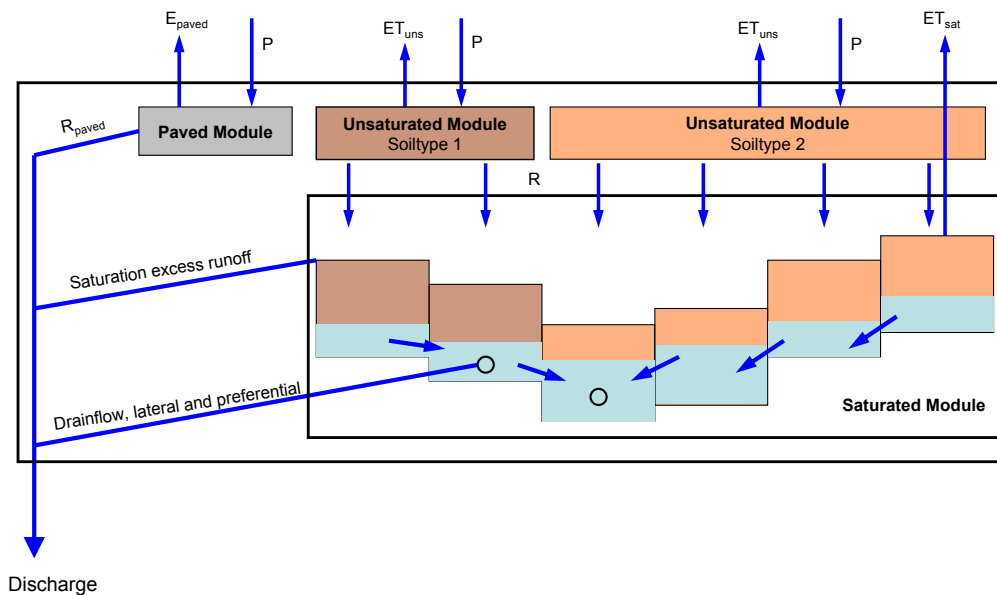 E_paved
P
ET_uns
P
ET_uns
P
ET_sat
R_paved
Paved Module
Unsaturated Module
Soiltype 1
Unsaturated Module
Soiltype 2
R
Saturation excess runoff
Drainflow, lateral and preferential
Saturated Module
Discharge